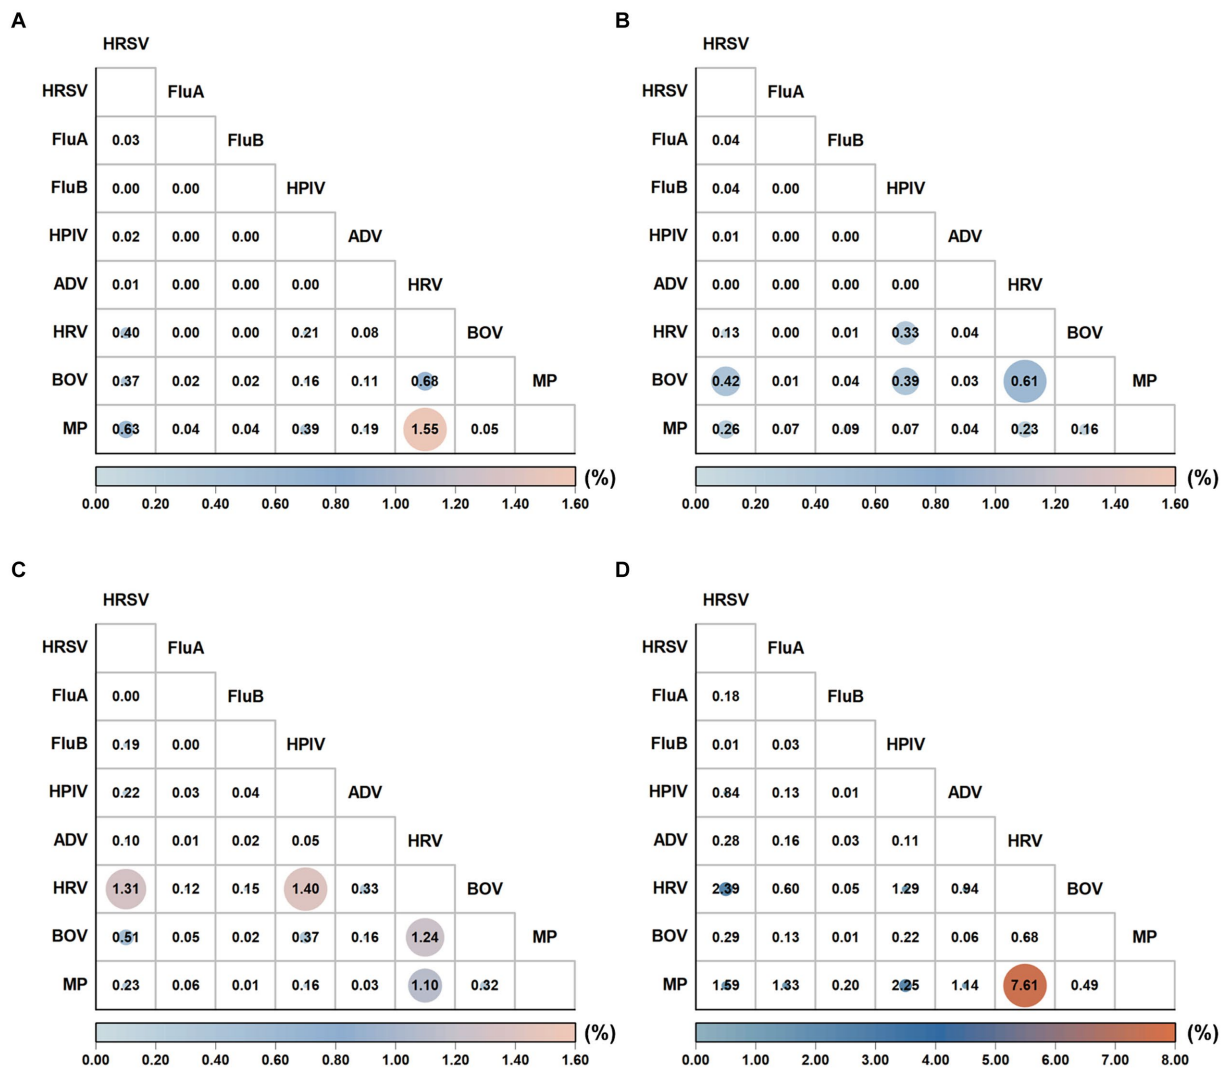 A
HRSV
HRSV FluA
FluA 0.03 FluB
FluB 0.00 0.00 HPIV
HPIV 0.02 0.00 0.00 ADV
ADV 0.01 0.00 0.00 0.00 HRV
HRV 0.40 0.00 0.00 0.21 0.08 BOV
BOV 0.37 0.02 0.02 0.16 0.11 0.68 MP
MP 0.63 0.04 0.04 0.39 0.19 1.55 0.05
(%)
0.00 0.20 0.40 0.60 0.80 1.00 1.20 1.40 1.60
B
HRSV
HRSV FluA
FluA 0.04 FluB
FluB 0.04 0.00 HPIV
HPIV 0.01 0.00 0.00 ADV
ADV 0.00 0.00 0.00 0.00 HRV
HRV 0.13 0.00 0.01 0.33 0.04 BOV
BOV 0.42 0.01 0.04 0.39 0.03 0.61 MP
MP 0.26 0.07 0.09 0.07 0.04 0.23 0.16
(%)
0.00 0.20 0.40 0.60 0.80 1.00 1.20 1.40 1.60
C
HRSV
HRSV FluA
FluA 0.00 FluB
FluB 0.19 0.00 HPIV
HPIV 0.22 0.03 0.04 ADV
ADV 0.10 0.01 0.02 0.05 HRV
HRV 1.31 0.12 0.15 1.40 0.33 BOV
BOV 0.51 0.05 0.02 0.37 0.16 1.24 MP
MP 0.23 0.06 0.01 0.16 0.03 1.10 0.32
(%)
0.00 0.20 0.40 0.60 0.80 1.00 1.20 1.40 1.60
D
HRSV
HRSV FluA
FluA 0.18 FluB
FluB 0.01 0.03 HPIV
HPIV 0.84 0.13 0.01 ADV
ADV 0.28 0.16 0.03 0.11 HRV
HRV 2.39 0.60 0.05 1.29 0.94 BOV
BOV 0.29 0.13 0.01 0.22 0.06 0.68 MP
MP 1.59 1.33 0.20 2.25 1.14 7.61 0.49
(%)
0.00 1.00 2.00 3.00 4.00 5.00 6.00 7.00 8.00